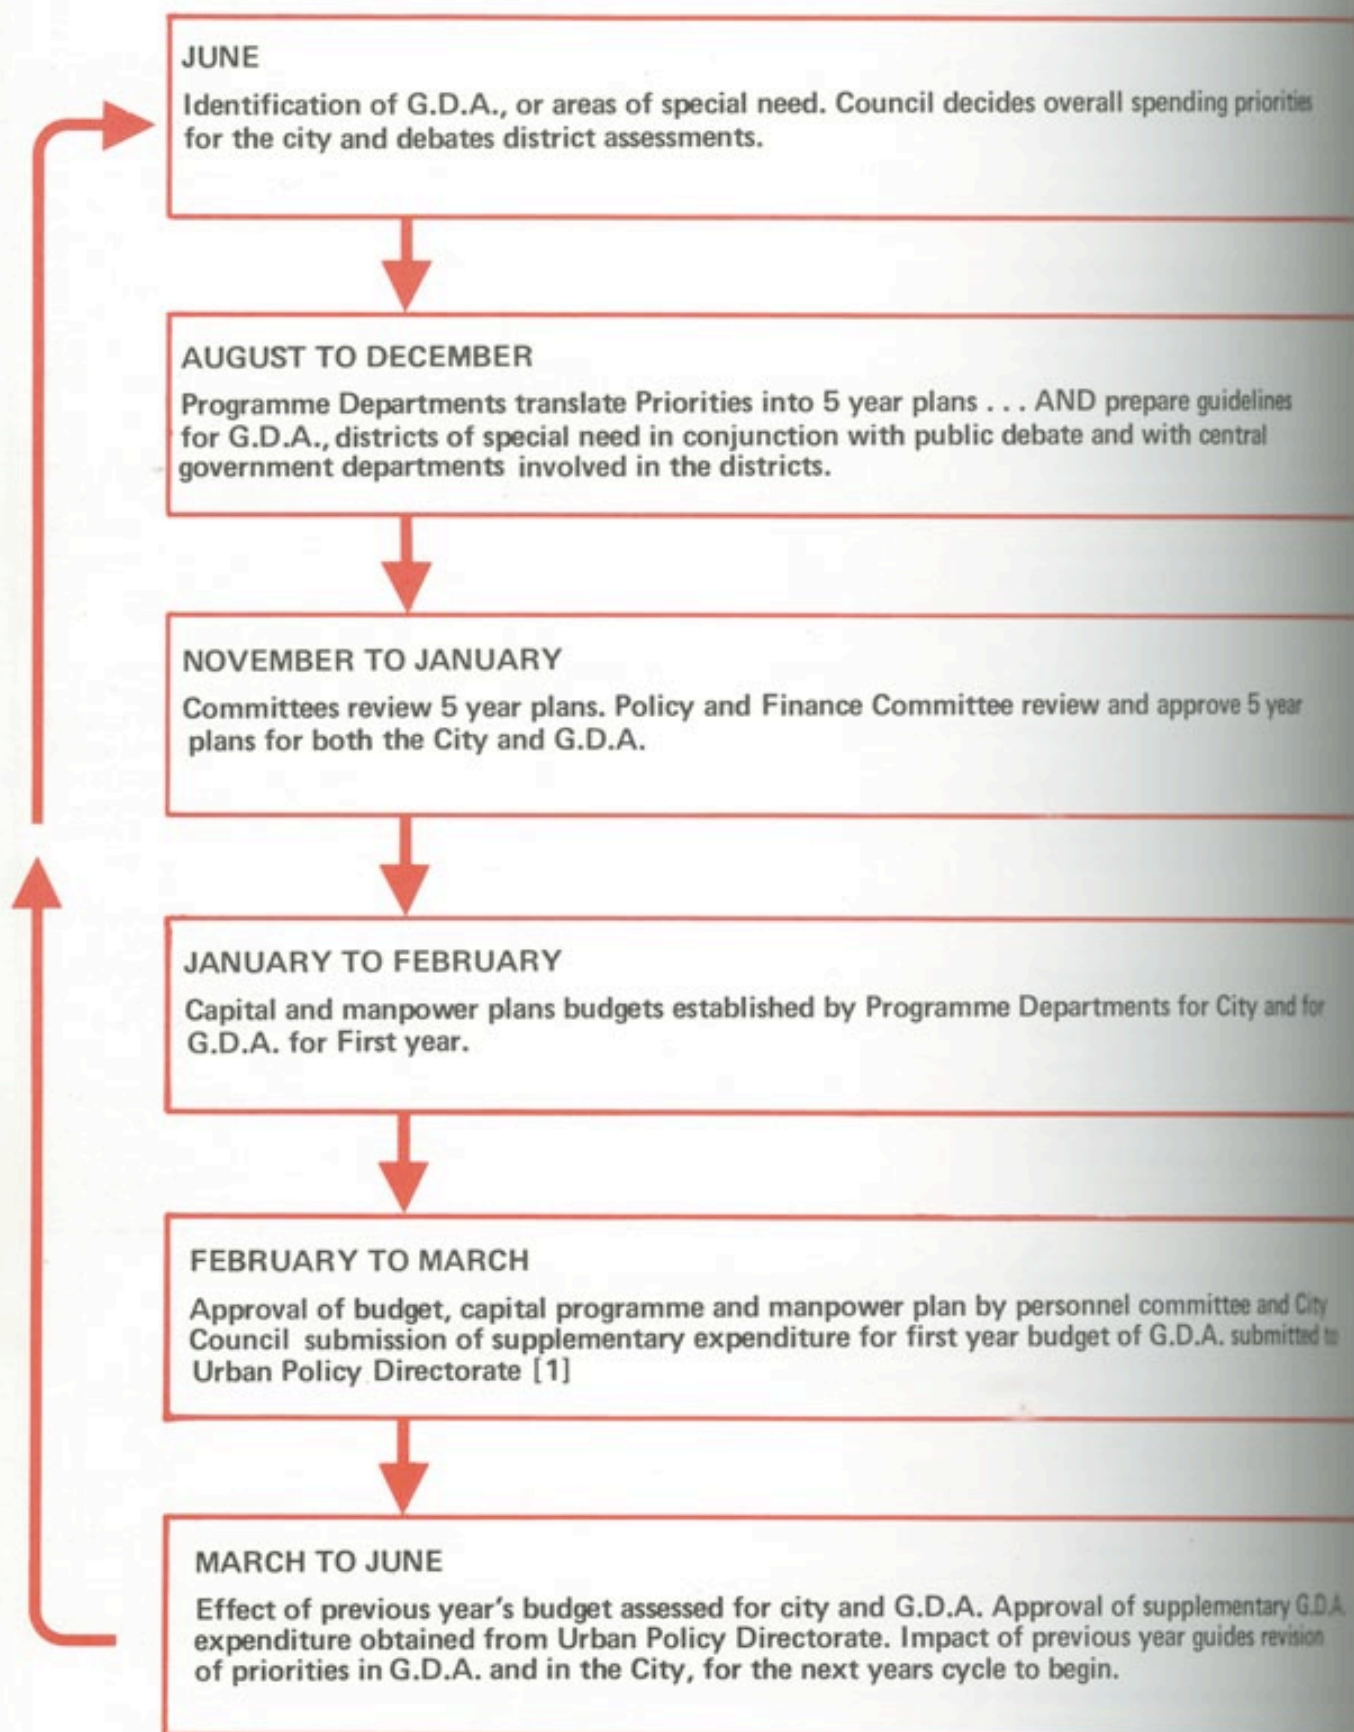 JUNE
Identification of G.D.A., or areas of special need. Council decides overall spending priorities
for the city and debates district assessments.
AUGUST TO DECEMBER
Programme Departments translate Priorities into 5 year plans . . . AND prepare guidelines
for G.D.A., districts of special need in conjunction with public debate and with central
government departments involved in the districts.
NOVEMBER TO JANUARY
Committees review 5 year plans. Policy and Finance Committee review and approve 5 year
plans for both the City and G.D.A.
JANUARY TO FEBRUARY
Capital and manpower plans budgets established by Programme Departments for City and for
G.D.A. for First year.
FEBRUARY TO MARCH
Approval of budget, capital programme and manpower plan by personnel committee and City
Council submission of supplementary expenditure for first year budget of G.D.A. submitted to
Urban Policy Directorate [1]
MARCH TO JUNE
Effect of previous year's budget assessed for city and G.D.A. Approval of supplementary G.D.A.
expenditure obtained from Urban Policy Directorate. Impact of previous year guides revision
of priorities in G.D.A. and in the City, for the next years cycle to begin.